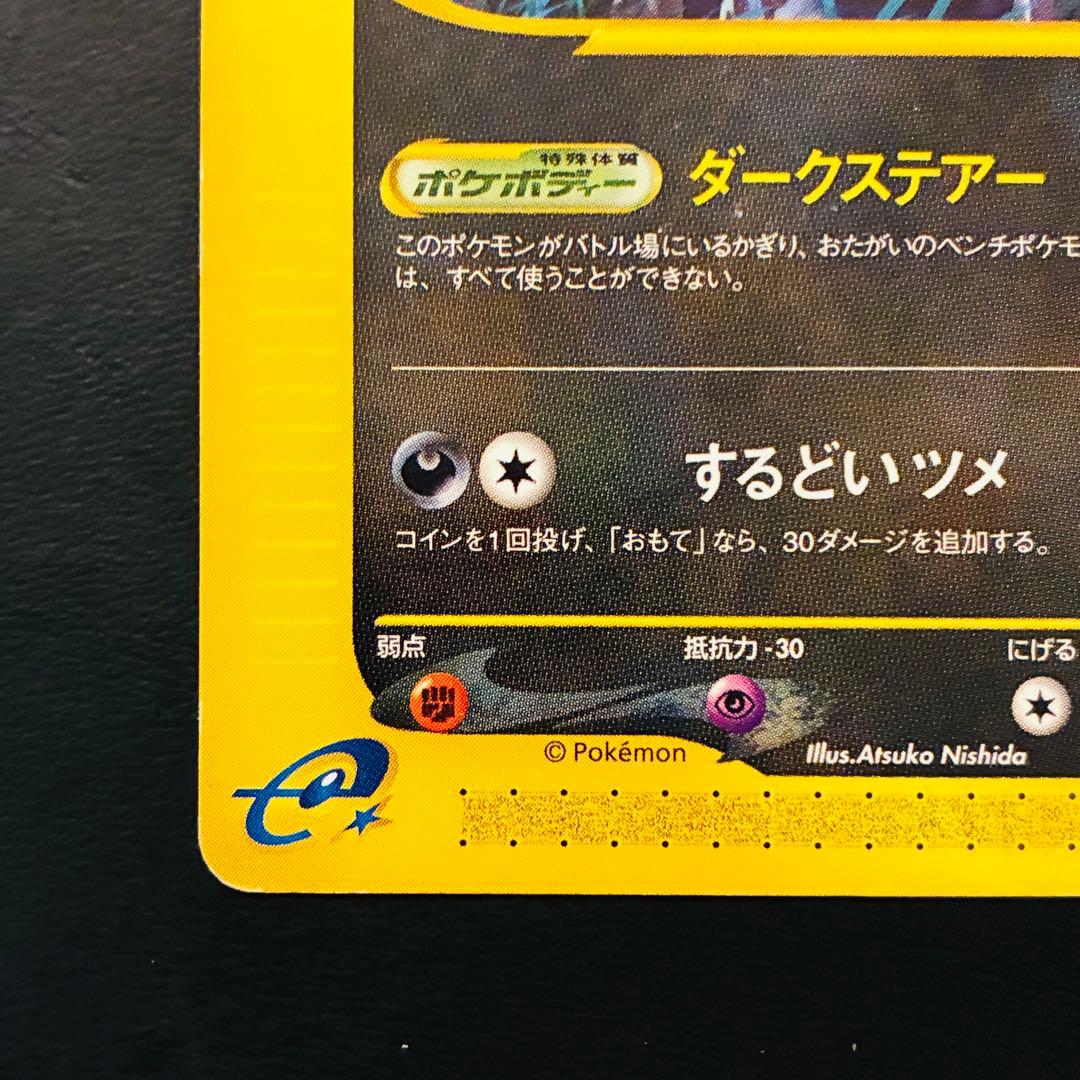 特殊体質
ポケボディー ダークステアー
このポケモンがバトル場にいるかぎり、おたがいのベンチポケモ
は、すべて使うことができない。
するどいツメ
コインを1回投げ、「おもて」なら、30ダメージを追加する。
弱点 抵抗力 -30 にげる
© Pokémon Illus.Atsuko Nishida
e